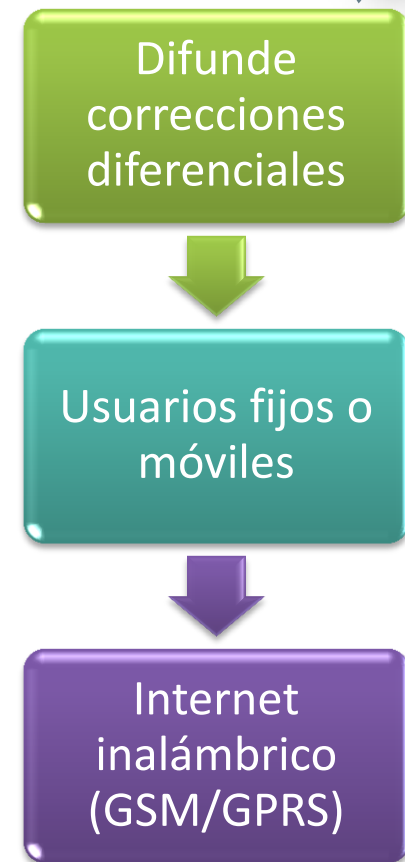 Difunde
correcciones
diferenciales
Usuarios fijos o
móviles
Internet
inalámbrico
(GSM/GPRS)